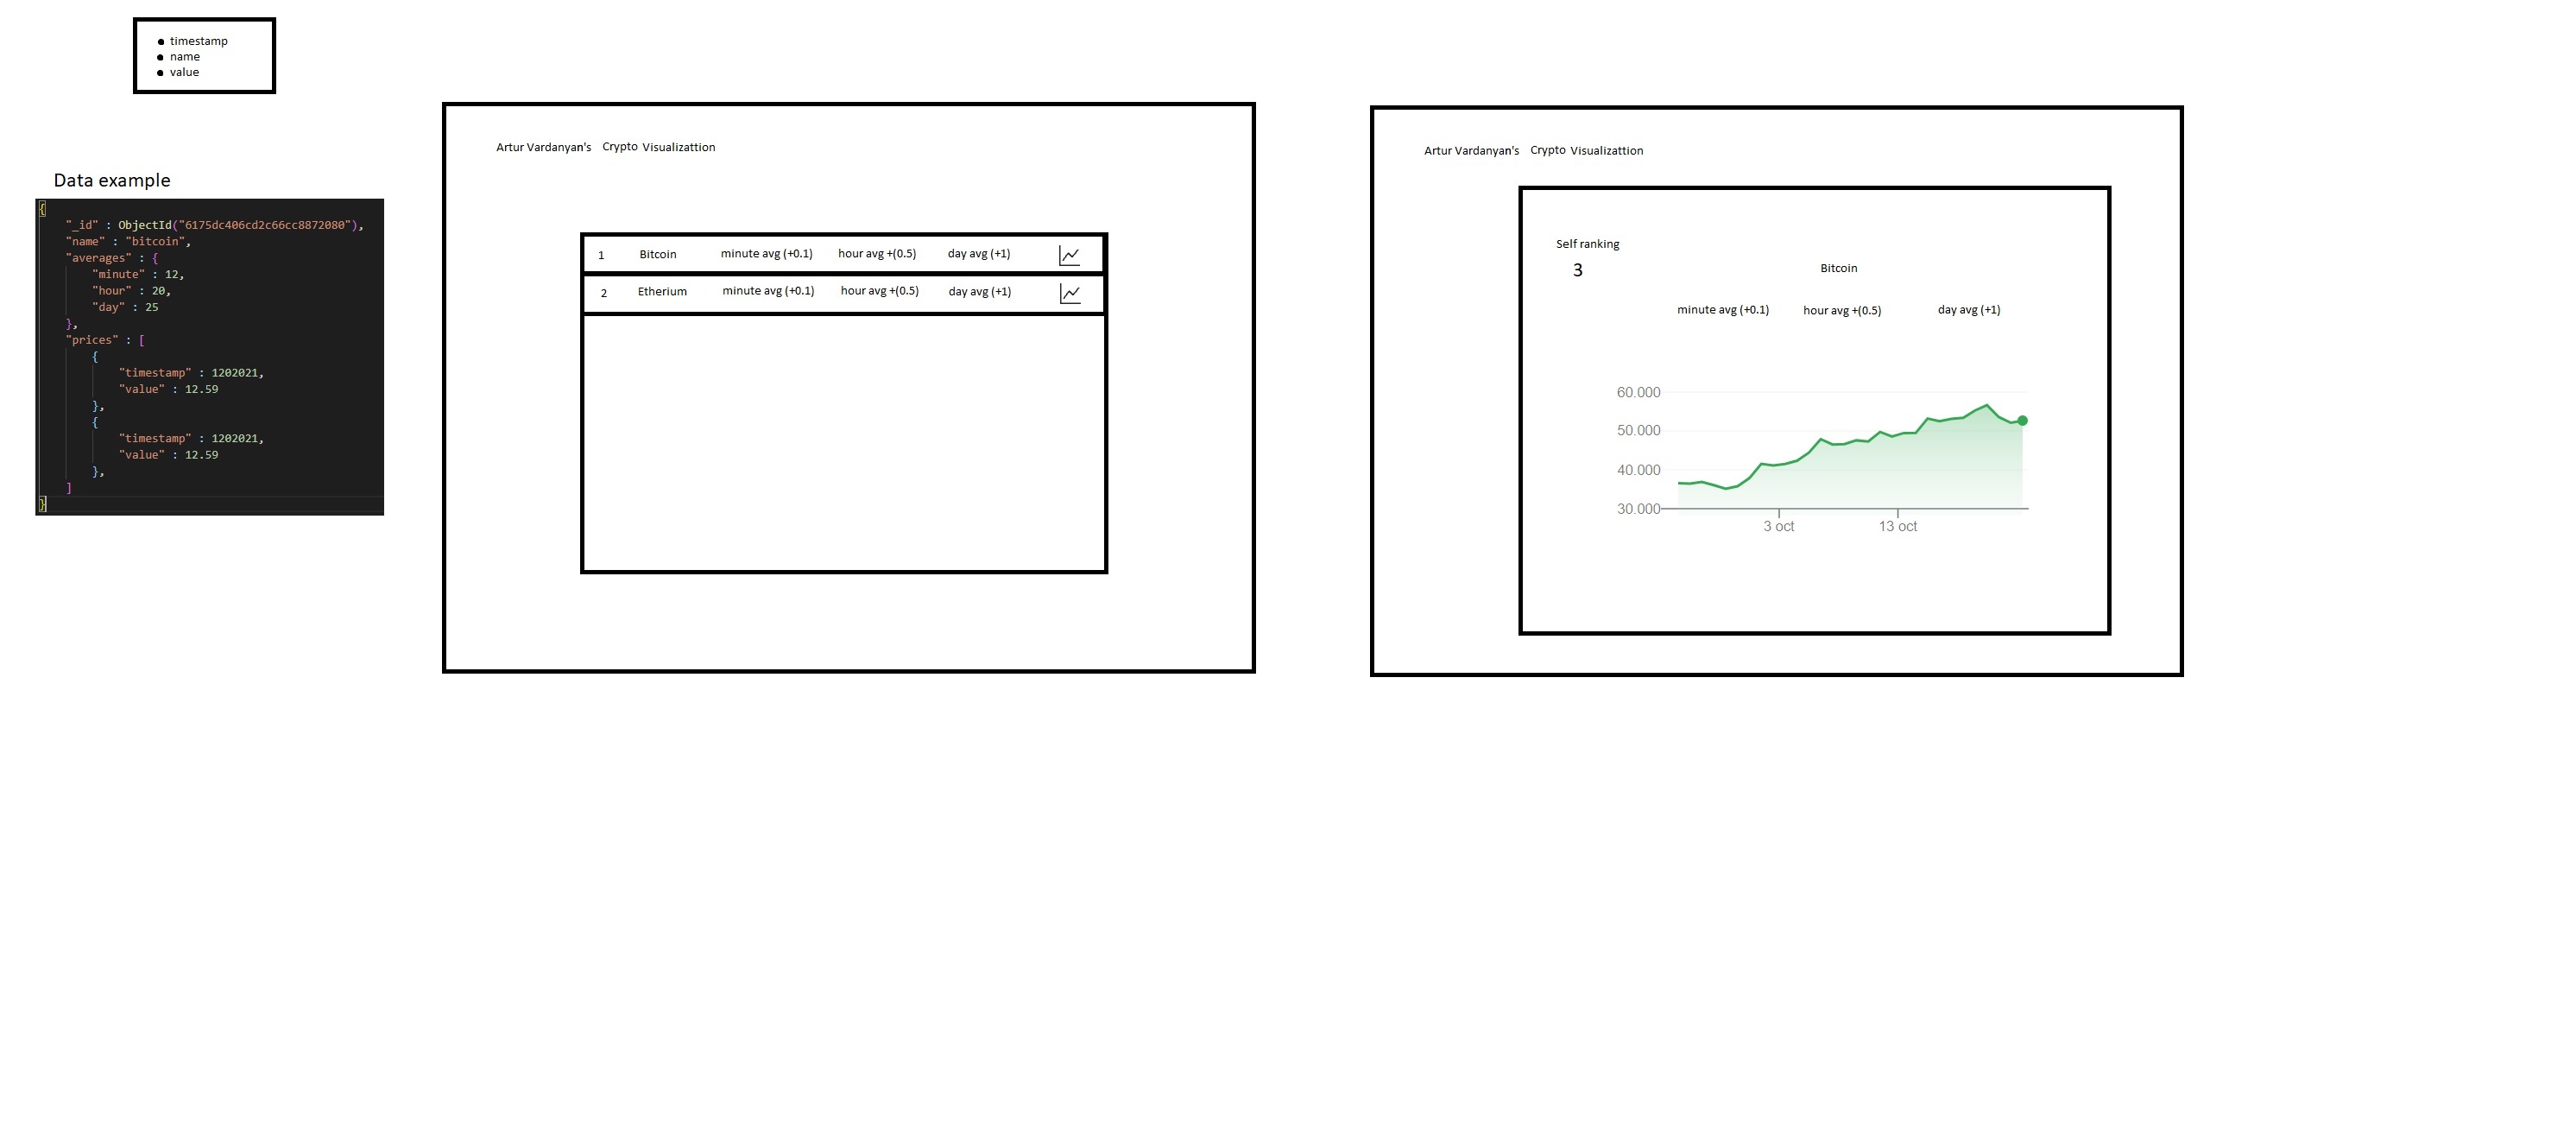 timestamp
name
value
Data example
{
"_id" : ObjectId("6175dc406cd2c66cc8872080"),
"name" : "bitcoin",
"averages" : {
"minute" : 12,
"hour" : 20,
"day" : 25
},
"prices" : [
{
"timestamp" : 1202021,
"value" : 12.59
},
{
"timestamp" : 1202021,
"value" : 12.59
},
]
}
Artur Vardanyan's Crypto Visualizattion
1 Bitcoin minute avg (+0.1) hour avg +(0.5) day avg (+1)
2 Etherium minute avg (+0.1) hour avg +(0.5) day avg (+1)
Artur Vardanyan's Crypto Visualizattion
Self ranking
3
Bitcoin
minute avg (+0.1) hour avg +(0.5) day avg (+1)
60.000
50.000
40.000
30.000
3 oct 13 oct